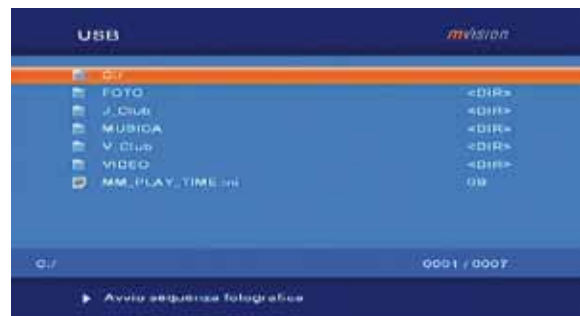 USB mvision
C:/
FOTO <DIR>
J_Club <DIR>
MUSICA <DIR>
V_Club <DIR>
VIDEO <DIR>
MM_PLAY_TIME.ini 0B
C:/ 0001 / 0007
Avvio sequenza fotografica